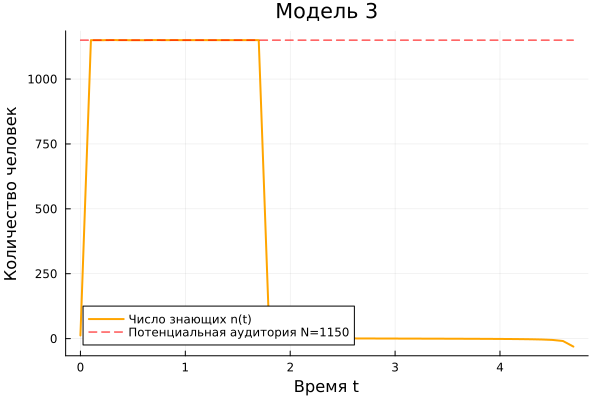 Модель 3
Количество человек
1000
750
500
250
0
Число знающих n(t)
Потенциальная аудитория N=1150
0 1 2 3 4
Время t